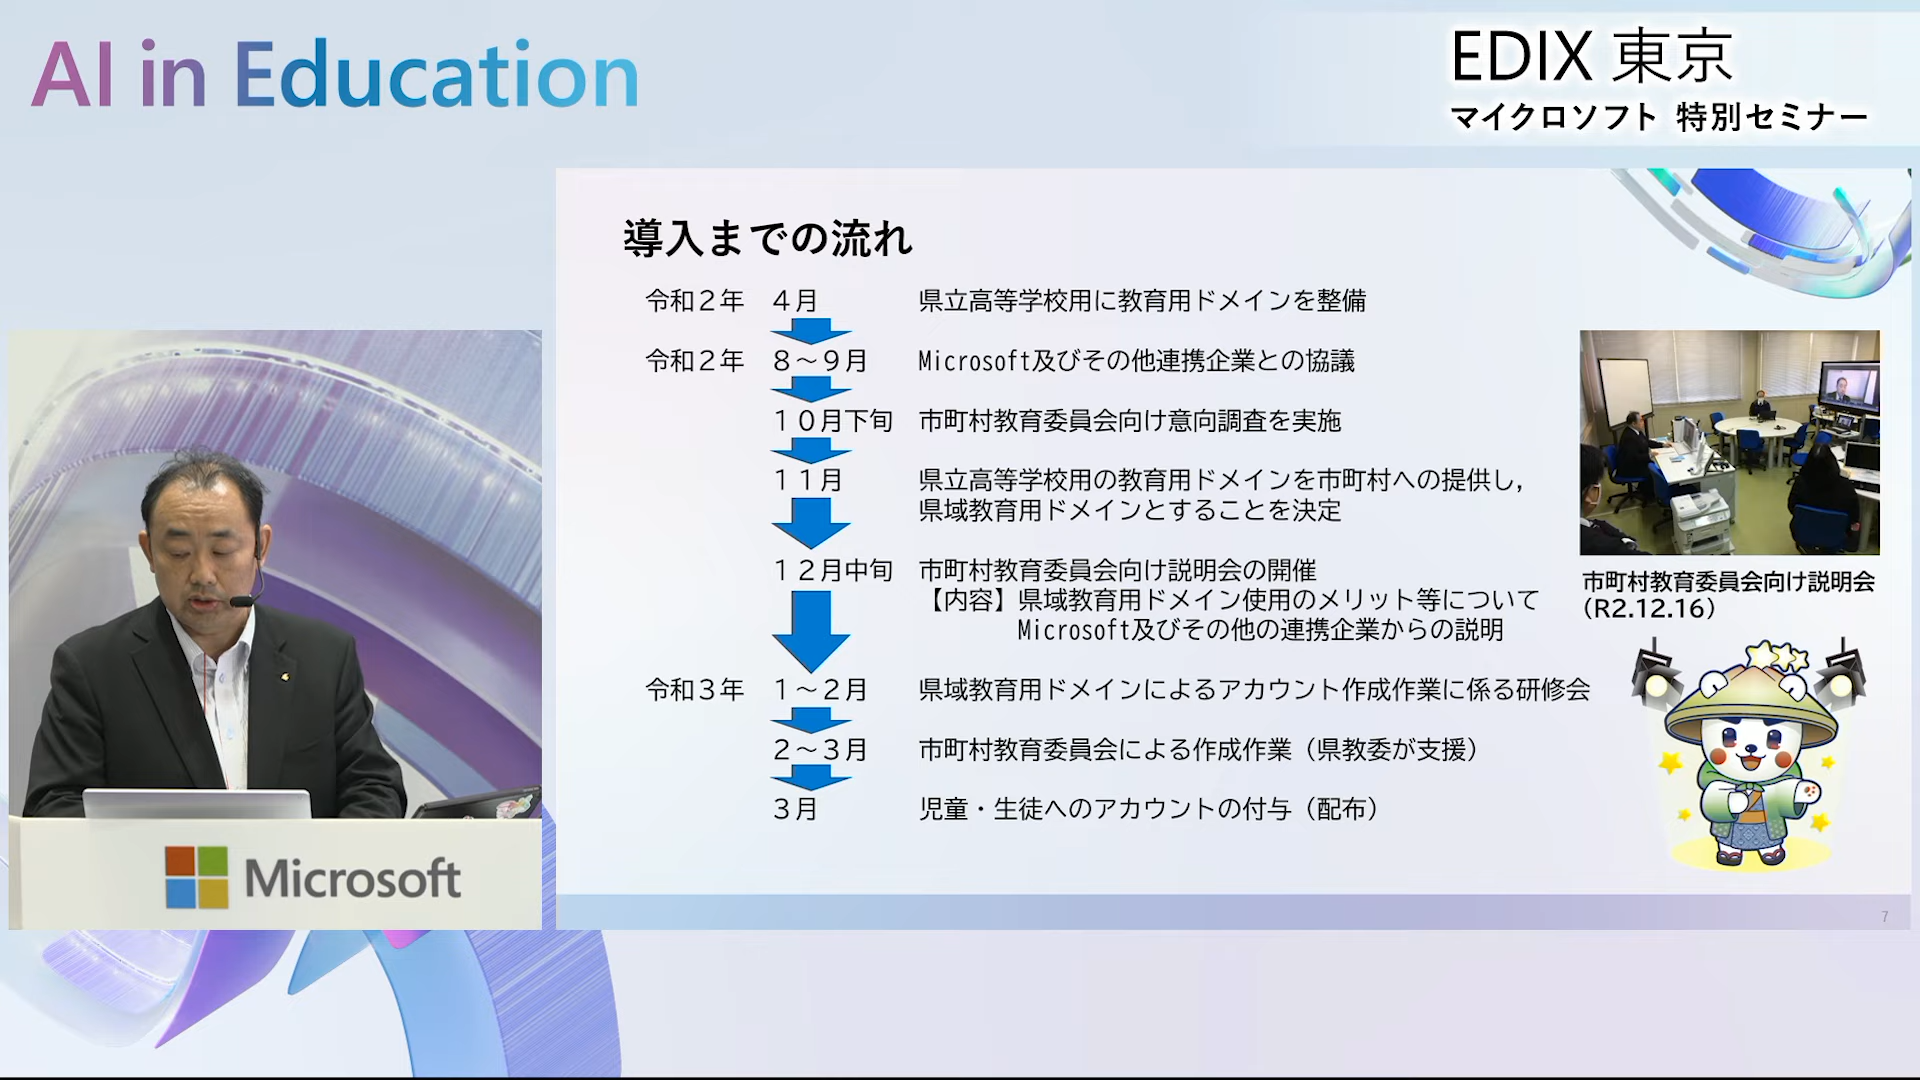 AI in Education
EDIX 東京
マイクロソフト 特別セミナー
導入までの流れ
令和２年 ４月 県立高等学校用に教育用ドメインを整備
令和２年 ８～９月 Microsoft及びその他連携企業との協議
１０月下旬 市町村教育委員会向け意向調査を実施
１１月 県立高等学校用の教育用ドメインを市町村への提供し，
県域教育用ドメインとすることを決定
１２月中旬 市町村教育委員会向け説明会の開催
【内容】県域教育用ドメイン使用のメリット等について
Microsoft及びその他の連携企業からの説明
令和３年 １～２月 県域教育用ドメインによるアカウント作成作業に係る研修会
２～３月 市町村教育委員会による作成作業（県教委が支援）
３月 児童・生徒へのアカウントの付与（配布）
市町村教育委員会向け説明会
（R2.12.16）
Microsoft
7